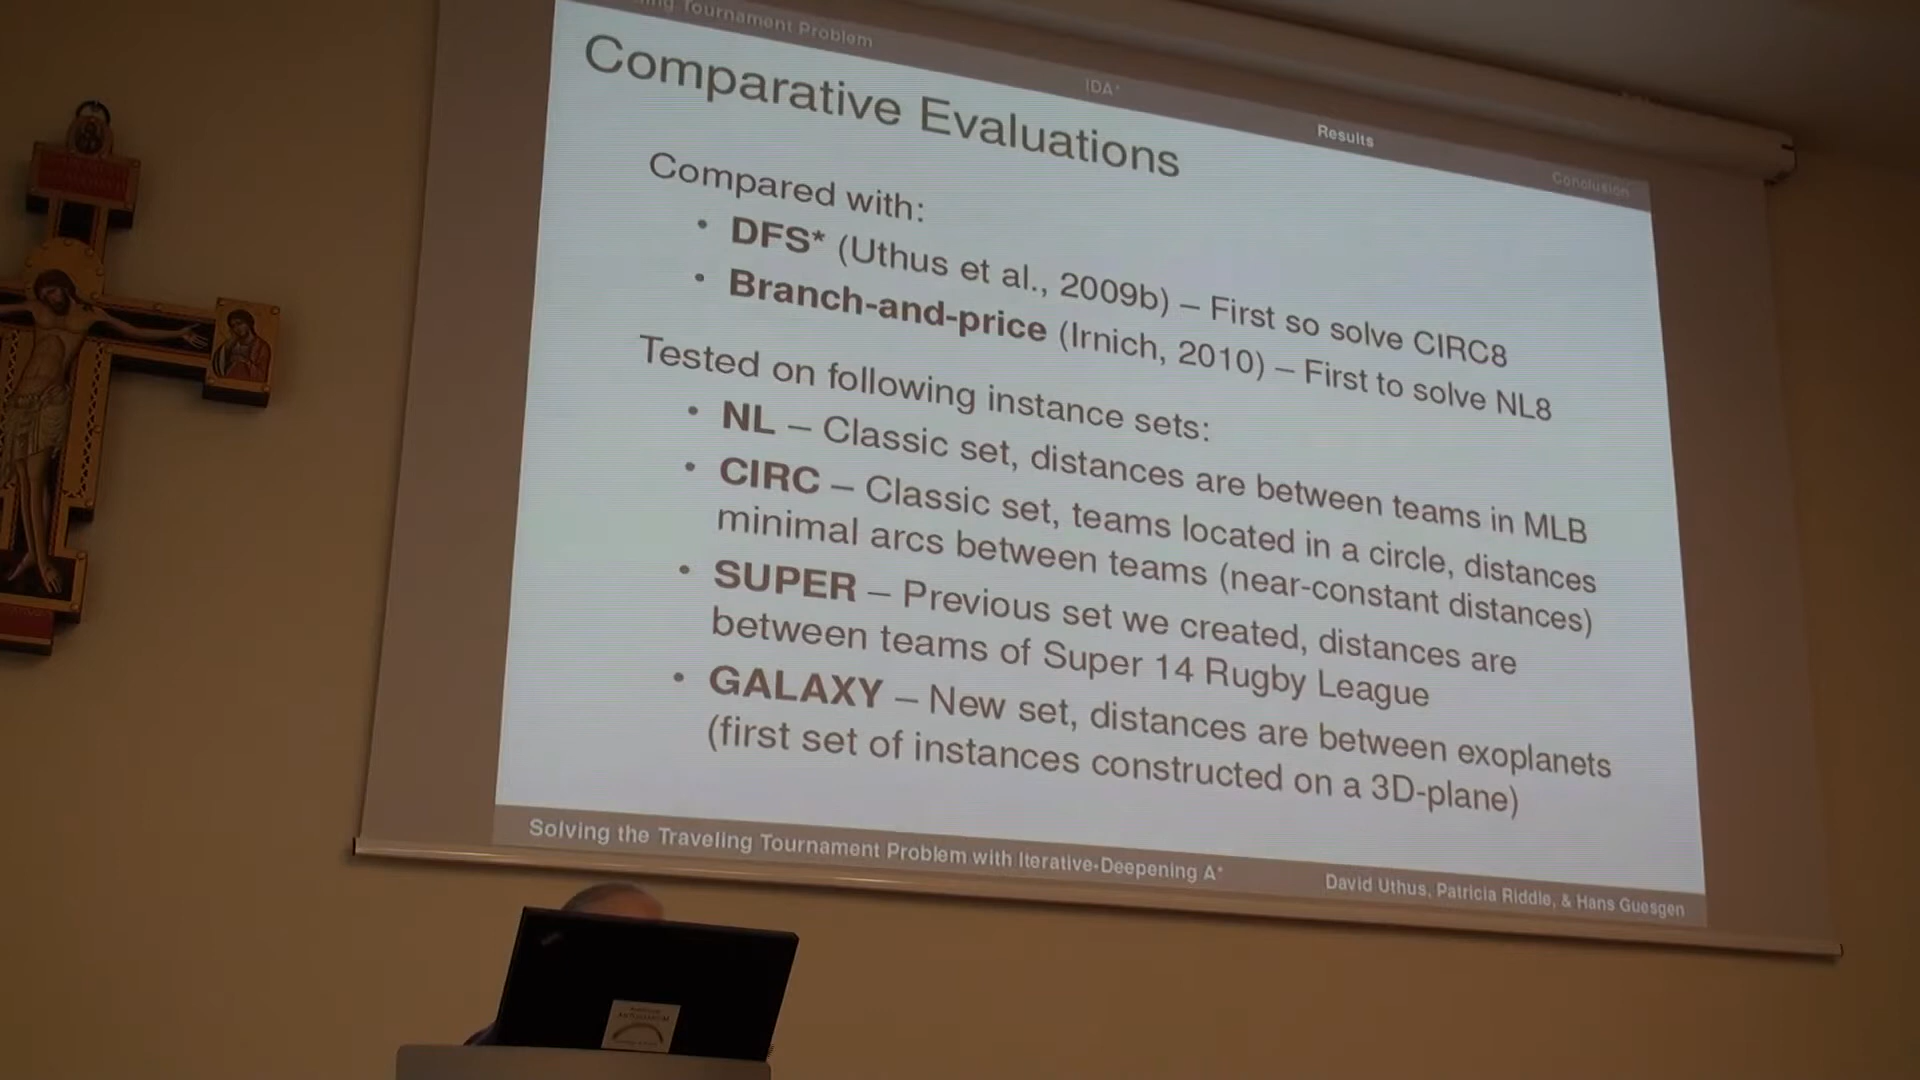 Tournament Problem
IDA*
Results
Conclusion
Comparative Evaluations
Compared with:
• DFS* (Uthus et al., 2009b) – First so solve CIRC8
• Branch-and-price (Irnich, 2010) – First to solve NL8
Tested on following instance sets:
• NL – Classic set, distances are between teams in MLB
• CIRC – Classic set, teams located in a circle, distances
minimal arcs between teams (near-constant distances)
• SUPER – Previous set we created, distances are
between teams of Super 14 Rugby League
• GALAXY – New set, distances are between exoplanets
(first set of instances constructed on a 3D-plane)
Solving the Traveling Tournament Problem with Iterative-Deepening A*
David Uthus, Patricia Riddle, & Hans Guesgen